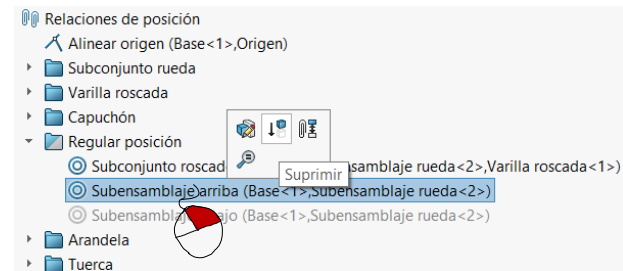 Relaciones de posición
Alinear origen (Base<1>,Origen)
Subconjunto rueda
Varilla roscada
Capuchón
Regular posición
Subconjunto roscad samblaje rueda<2>,Varilla roscada<1>)
Suprimir
Subensamblaje arriba (Base<1>,Subensamblaje rueda<2>)
Subensambla ajo (Base<1>,Subensamblaje rueda<2>)
Arandela
Tuerca